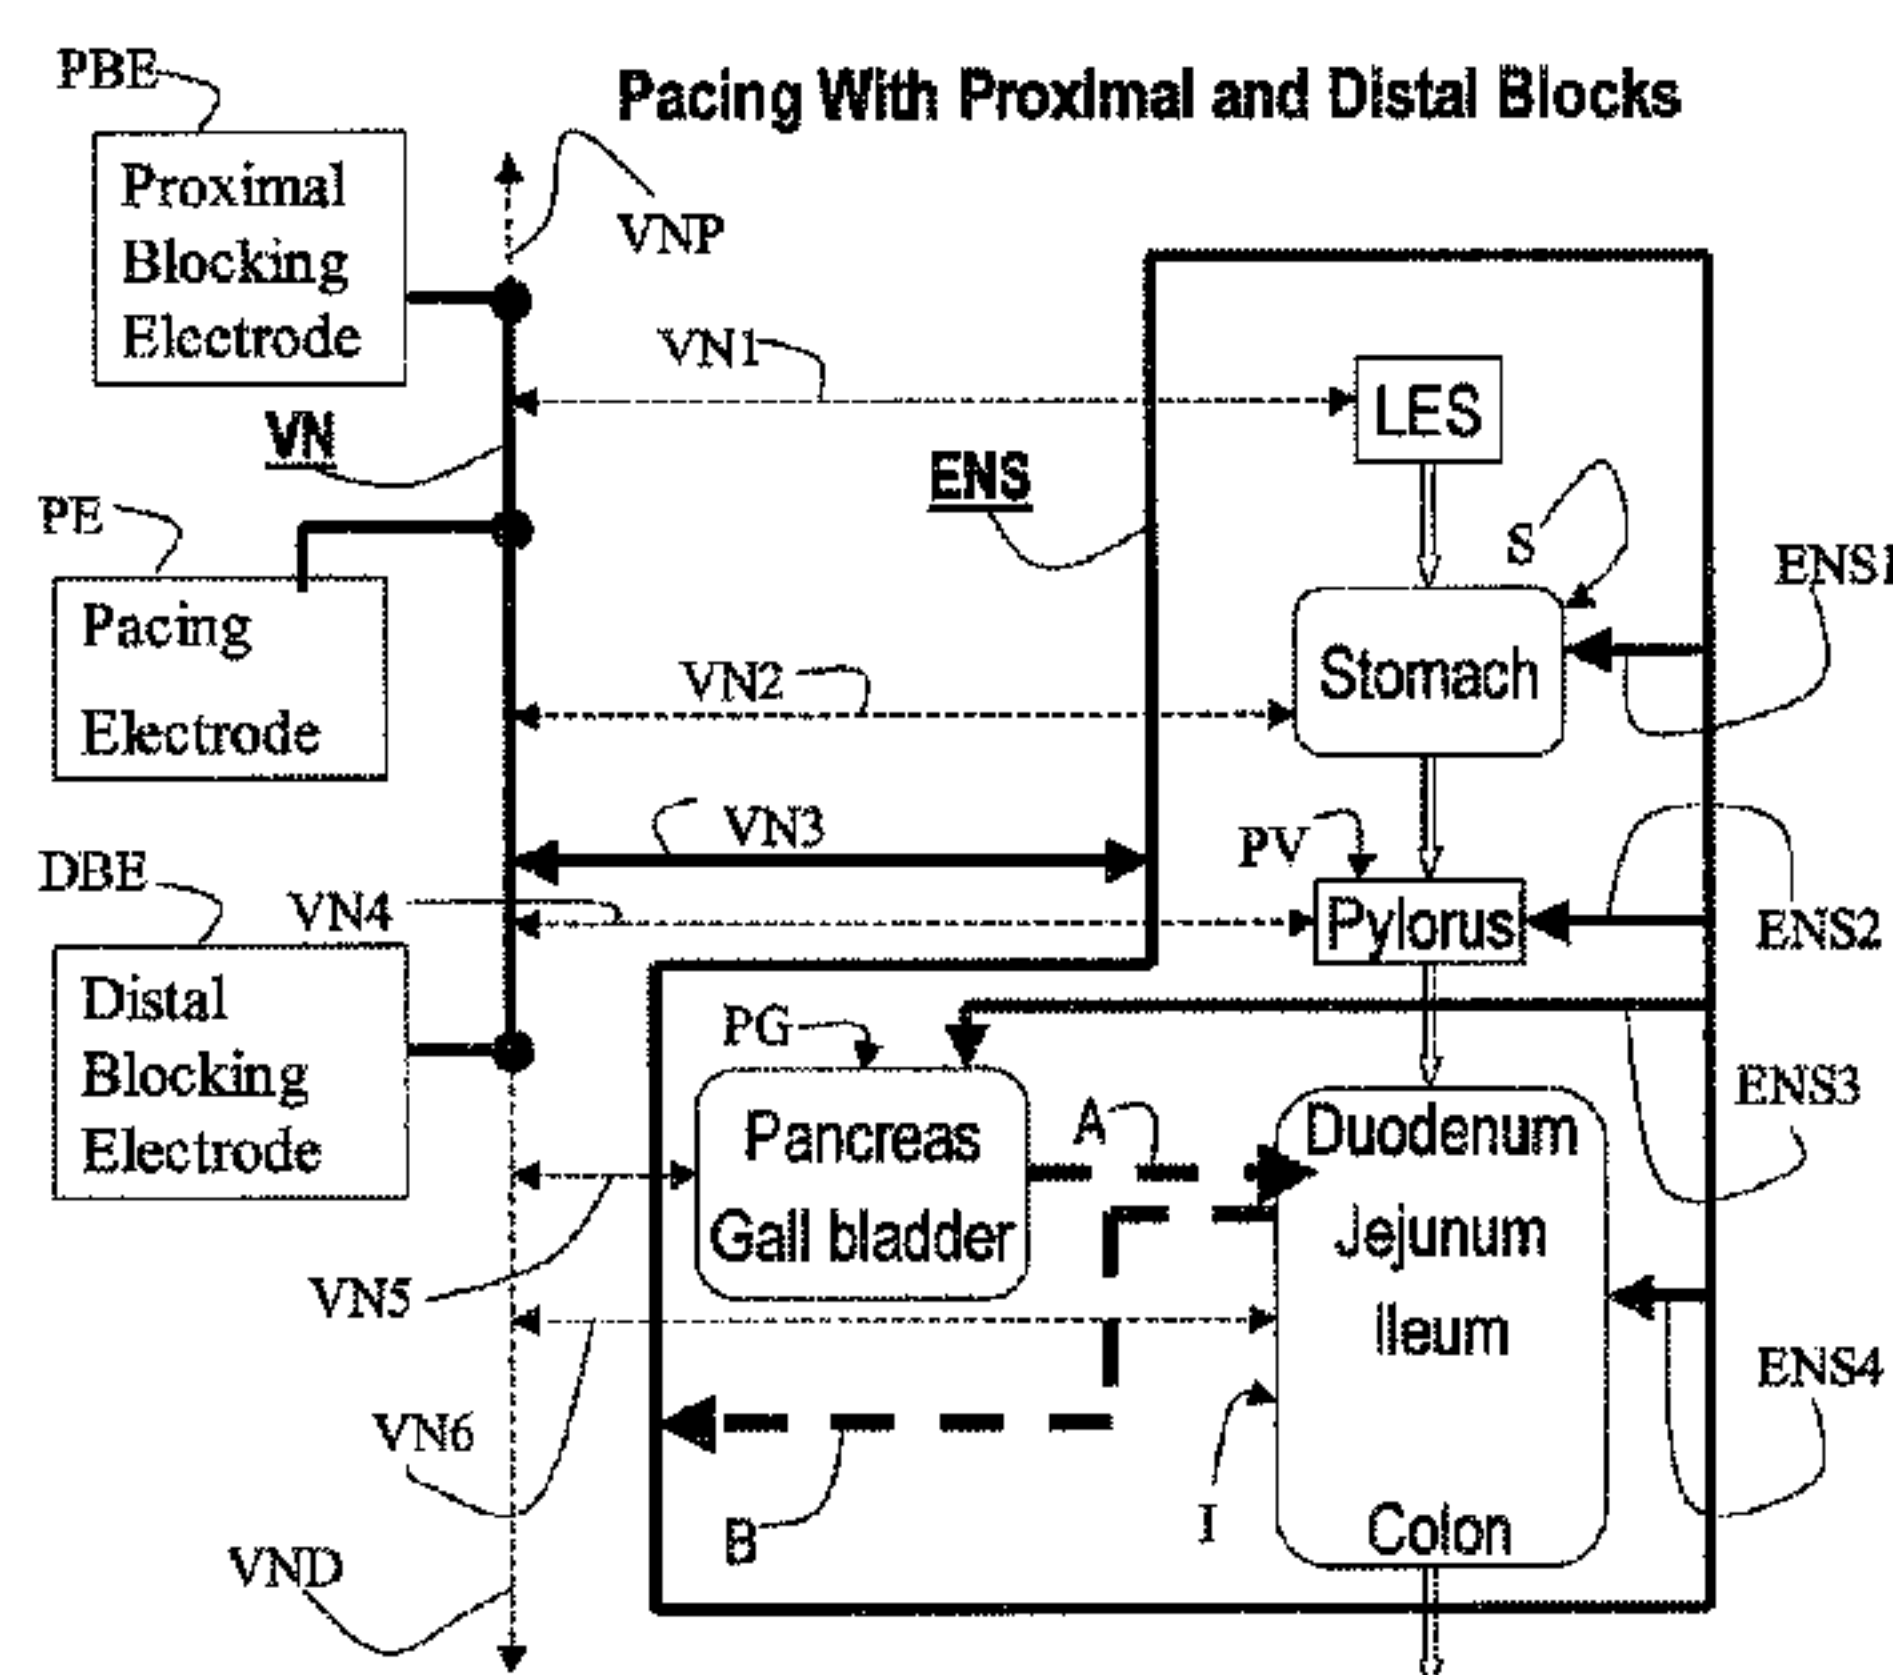 PBE
Pacing With Proximal and Distal Blocks
Proximal
Blocking
Electrode
VNP
VN1
LES
VN
ENS
PE
S
ENS1
Pacing
Electrode
VN2
Stomach
VN3
PV
DBE
VN4
Pylorus
ENS2
Distal
Blocking
Electrode
PG
ENS3
A
Pancreas
Gall bladder
Duodenum
Jejunum
Ileum
Colon
VN5
ENS4
VN6
B
I
VND